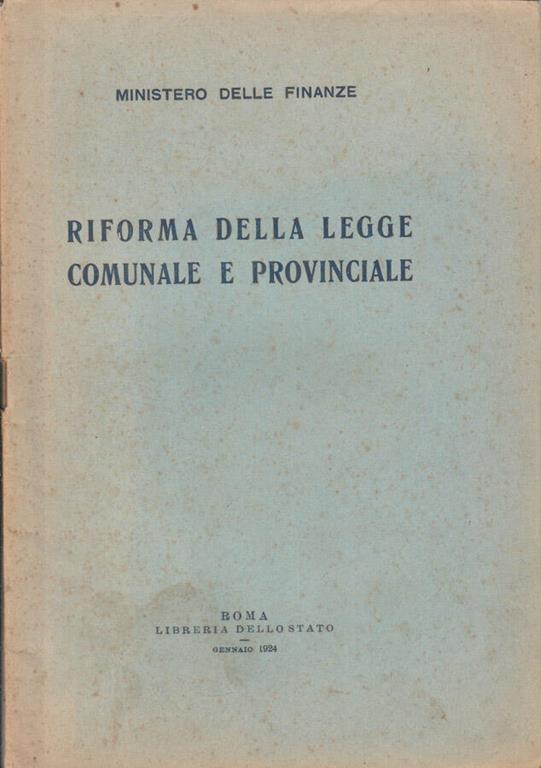 MINISTERO DELLE FINANZE
RIFORMA DELLA LEGGE
COMUNALE E PROVINCIALE
ROMA
LIBRERIA DELLO STATO
GENNAIO 1924